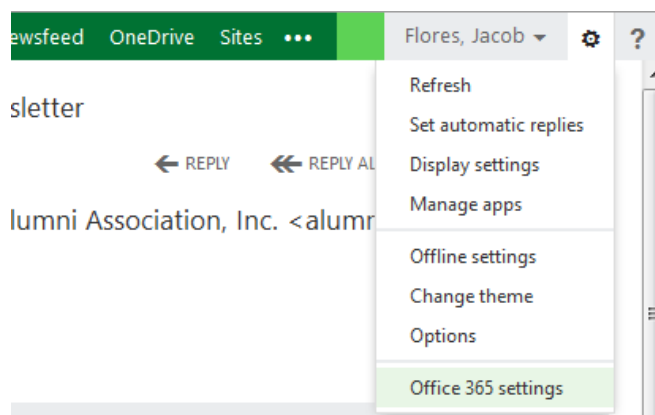 ewsfeed OneDrive Sites ••• Flores, Jacob ?
sletter
REPLY REPLY AL
lumni Association, Inc. <alumr
Refresh
Set automatic replies
Display settings
Manage apps
Offline settings
Change theme
Options
Office 365 settings